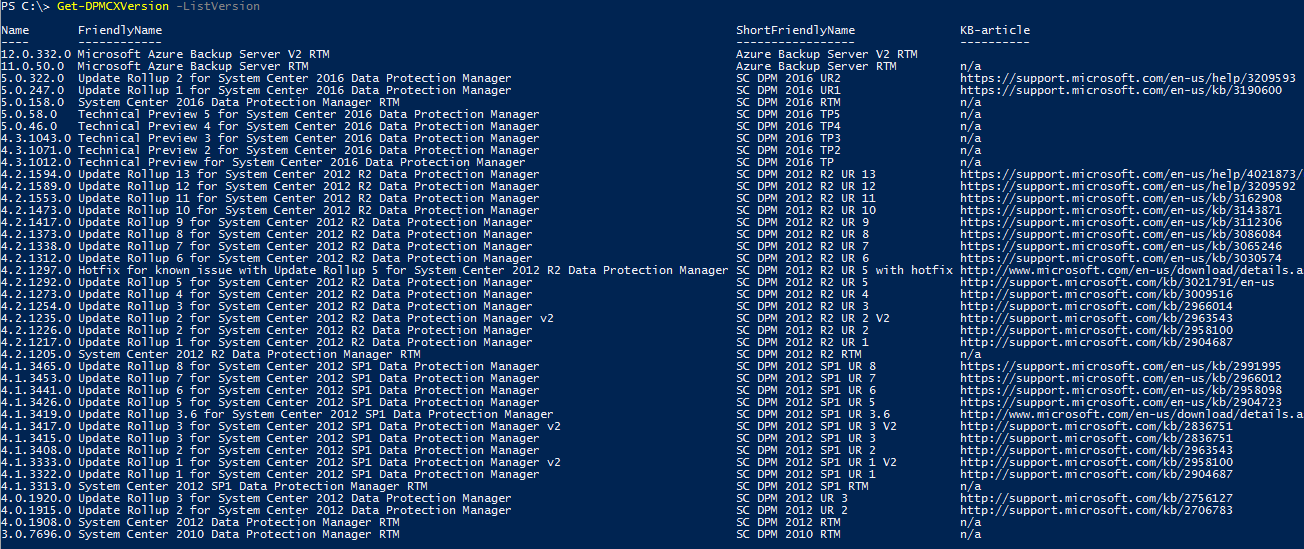 PS C:\> Get-DPMCXVersion -ListVersion
Name FriendlyName ShortFriendlyName KB-article
---- ------------ ----------------- ----------
12.0.332.0 Microsoft Azure Backup Server V2 RTM Azure Backup Server V2 RTM
11.0.50.0 Microsoft Azure Backup Server RTM Azure Backup Server RTM n/a
5.0.322.0 Update Rollup 2 for System Center 2016 Data Protection Manager SC DPM 2016 UR2 https://support.microsoft.com/en-us/help/3209593
5.0.247.0 Update Rollup 1 for System Center 2016 Data Protection Manager SC DPM 2016 UR1 https://support.microsoft.com/en-us/kb/3190600
5.0.158.0 System Center 2016 Data Protection Manager RTM SC DPM 2016 RTM n/a
5.0.58.0 Technical Preview 5 for System Center 2016 Data Protection Manager SC DPM 2016 TP5 n/a
5.0.46.0 Technical Preview 4 for System Center 2016 Data Protection Manager SC DPM 2016 TP4 n/a
4.3.1043.0 Technical Preview 3 for System Center 2016 Data Protection Manager SC DPM 2016 TP3 n/a
4.3.1071.0 Technical Preview 2 for System Center 2016 Data Protection Manager SC DPM 2016 TP2 n/a
4.3.1012.0 Technical Preview for System Center 2016 Data Protection Manager SC DPM 2016 TP n/a
4.2.1594.0 Update Rollup 13 for System Center 2012 R2 Data Protection Manager SC DPM 2012 R2 UR 13 https://support.microsoft.com/en-us/help/4021873/
4.2.1589.0 Update Rollup 12 for System Center 2012 R2 Data Protection Manager SC DPM 2012 R2 UR 12 https://support.microsoft.com/en-us/help/3209592
4.2.1553.0 Update Rollup 11 for System Center 2012 R2 Data Protection Manager SC DPM 2012 R2 UR 11 https://support.microsoft.com/en-us/kb/3162908
4.2.1473.0 Update Rollup 10 for System Center 2012 R2 Data Protection Manager SC DPM 2012 R2 UR 10 https://support.microsoft.com/en-us/kb/3143871
4.2.1417.0 Update Rollup 9 for System Center 2012 R2 Data Protection Manager SC DPM 2012 R2 UR 9 https://support.microsoft.com/en-us/kb/3112306
4.2.1373.0 Update Rollup 8 for System Center 2012 R2 Data Protection Manager SC DPM 2012 R2 UR 8 https://support.microsoft.com/en-us/kb/3086084
4.2.1338.0 Update Rollup 7 for System Center 2012 R2 Data Protection Manager SC DPM 2012 R2 UR 7 https://support.microsoft.com/en-us/kb/3065246
4.2.1312.0 Update Rollup 6 for System Center 2012 R2 Data Protection Manager SC DPM 2012 R2 UR 6 https://support.microsoft.com/en-us/kb/3030574
4.2.1297.0 Hotfix for known issue with Update Rollup 5 for System Center 2012 R2 Data Protection Manager SC DPM 2012 R2 UR 5 with hotfix http://www.microsoft.com/en-us/download/details.a
4.2.1292.0 Update Rollup 5 for System Center 2012 R2 Data Protection Manager SC DPM 2012 R2 UR 5 http://support.microsoft.com/kb/3021791/en-us
4.2.1273.0 Update Rollup 4 for System Center 2012 R2 Data Protection Manager SC DPM 2012 R2 UR 4 http://support.microsoft.com/kb/3009516
4.2.1254.0 Update Rollup 3 for System Center 2012 R2 Data Protection Manager SC DPM 2012 R2 UR 3 http://support.microsoft.com/kb/2966014
4.2.1235.0 Update Rollup 2 for System Center 2012 R2 Data Protection Manager v2 SC DPM 2012 R2 UR 2 V2 http://support.microsoft.com/kb/2963543
4.2.1226.0 Update Rollup 2 for System Center 2012 R2 Data Protection Manager SC DPM 2012 R2 UR 2 http://support.microsoft.com/kb/2958100
4.2.1217.0 Update Rollup 1 for System Center 2012 R2 Data Protection Manager SC DPM 2012 R2 UR 1 http://support.microsoft.com/kb/2904687
4.2.1205.0 System Center 2012 R2 Data Protection Manager RTM SC DPM 2012 R2 RTM n/a
4.1.3465.0 Update Rollup 8 for System Center 2012 SP1 Data Protection Manager SC DPM 2012 SP1 UR 8 https://support.microsoft.com/en-us/kb/2991995
4.1.3453.0 Update Rollup 7 for System Center 2012 SP1 Data Protection Manager SC DPM 2012 SP1 UR 7 https://support.microsoft.com/en-us/kb/2966012
4.1.3441.0 Update Rollup 6 for System Center 2012 SP1 Data Protection Manager SC DPM 2012 SP1 UR 6 https://support.microsoft.com/en-us/kb/2958098
4.1.3426.0 Update Rollup 5 for System Center 2012 SP1 Data Protection Manager SC DPM 2012 SP1 UR 5 https://support.microsoft.com/en-us/kb/2904723
4.1.3419.0 Update Rollup 3.6 for System Center 2012 SP1 Data Protection Manager SC DPM 2012 SP1 UR 3.6 http://www.microsoft.com/en-us/download/details.a
4.1.3417.0 Update Rollup 3 for System Center 2012 SP1 Data Protection Manager v2 SC DPM 2012 SP1 UR 3 V2 http://support.microsoft.com/kb/2836751
4.1.3415.0 Update Rollup 3 for System Center 2012 SP1 Data Protection Manager SC DPM 2012 SP1 UR 3 http://support.microsoft.com/kb/2836751
4.1.3408.0 Update Rollup 2 for System Center 2012 SP1 Data Protection Manager SC DPM 2012 SP1 UR 2 http://support.microsoft.com/kb/2963543
4.1.3333.0 Update Rollup 1 for System Center 2012 SP1 Data Protection Manager v2 SC DPM 2012 SP1 UR 1 V2 http://support.microsoft.com/kb/2958100
4.1.3322.0 Update Rollup 1 for System Center 2012 SP1 Data Protection Manager SC DPM 2012 SP1 UR 1 http://support.microsoft.com/kb/2904687
4.1.3313.0 System Center 2012 SP1 Data Protection Manager RTM SC DPM 2012 SP1 RTM n/a
4.0.1920.0 Update Rollup 3 for System Center 2012 Data Protection Manager SC DPM 2012 UR 3 http://support.microsoft.com/kb/2756127
4.0.1915.0 Update Rollup 2 for System Center 2012 Data Protection Manager SC DPM 2012 UR 2 http://support.microsoft.com/kb/2706783
4.0.1908.0 System Center 2012 Data Protection Manager RTM SC DPM 2012 RTM n/a
3.0.7696.0 System Center 2010 Data Protection Manager RTM SC DPM 2010 RTM n/a